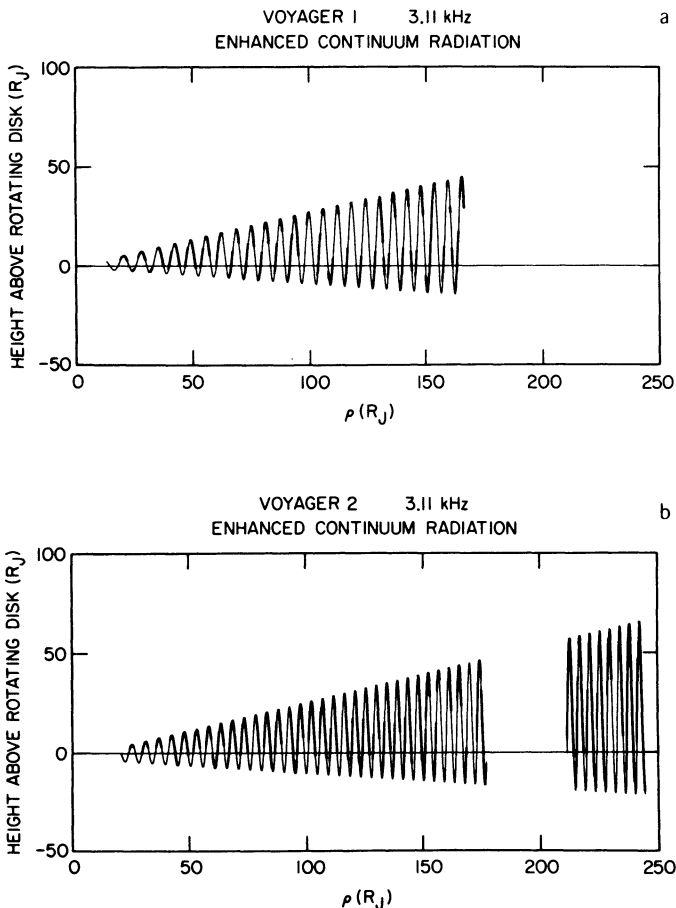 VOYAGER 1 3.11 kHz
a
ENHANCED CONTINUUM RADIATION
HEIGHT ABOVE ROTATING DISK (RJ)
100
50
0
-50
0 50 100 150 200 250
ρ (RJ)
VOYAGER 2 3.11 kHz
b
ENHANCED CONTINUUM RADIATION
HEIGHT ABOVE ROTATING DISK (RJ)
100
50
0
-50
0 50 100 150 200 250
ρ (RJ)